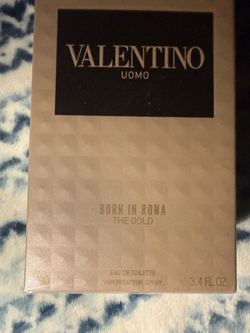 VALENTINO
UOMO
BORN IN ROMA
THE GOLD
EAU DE TOILETTE
VAPORISATEUR SPRAY
3.4 FL.OZ